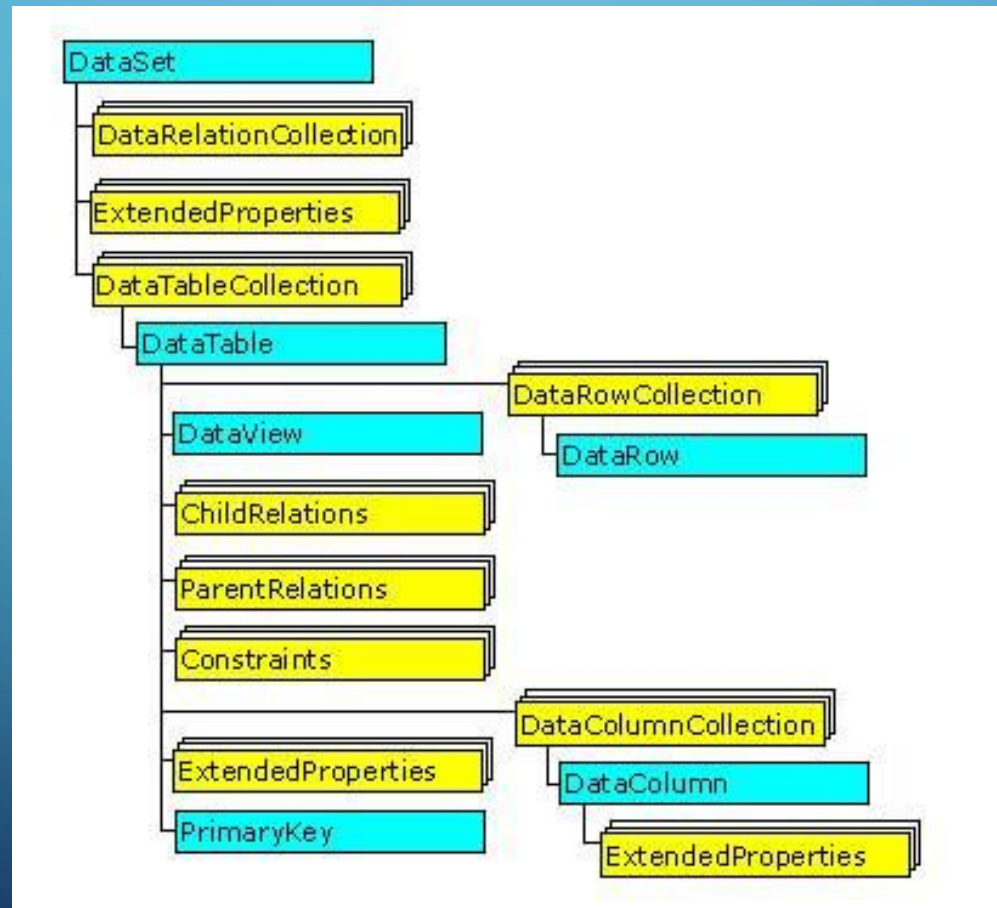 DataSet
DataRelationCollection
ExtendedProperties
DataTableCollection
DataTable
DataRowCollection
DataView
DataRow
ChildRelations
ParentRelations
Constraints
DataColumnCollection
ExtendedProperties
DataColumn
PrimaryKey
ExtendedProperties